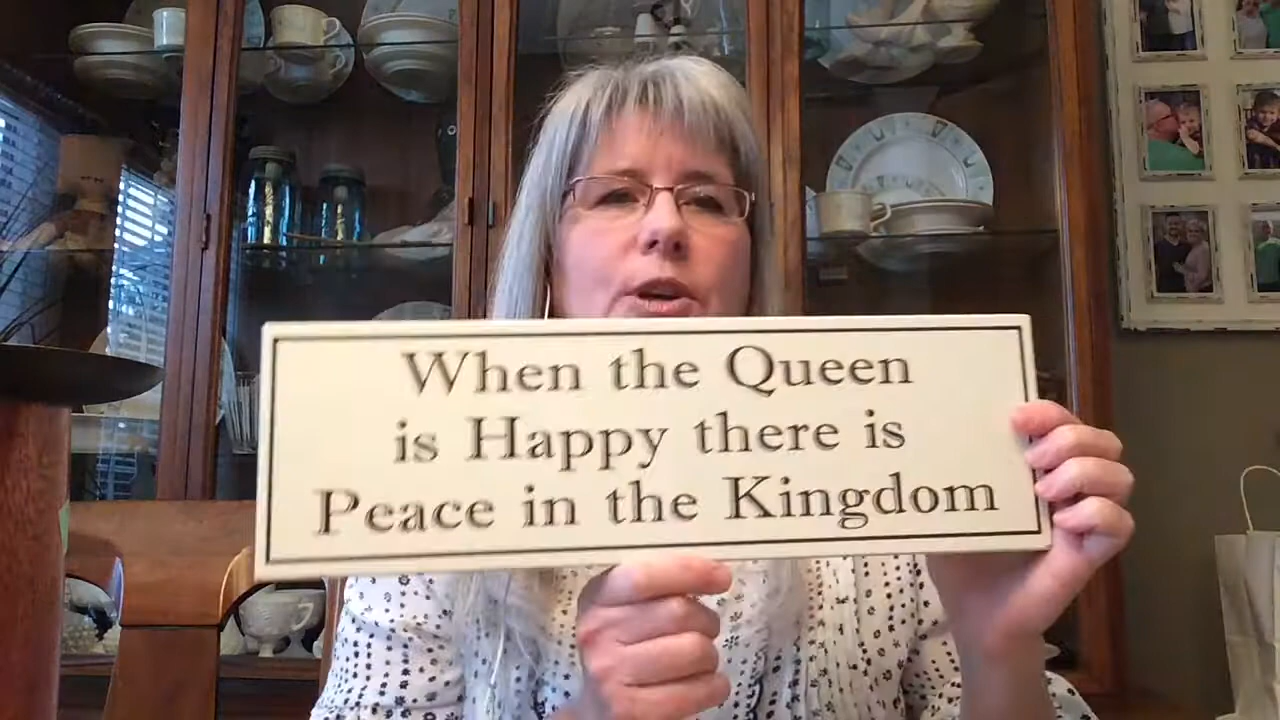 When the Queen
is Happy there is
Peace in the Kingdom